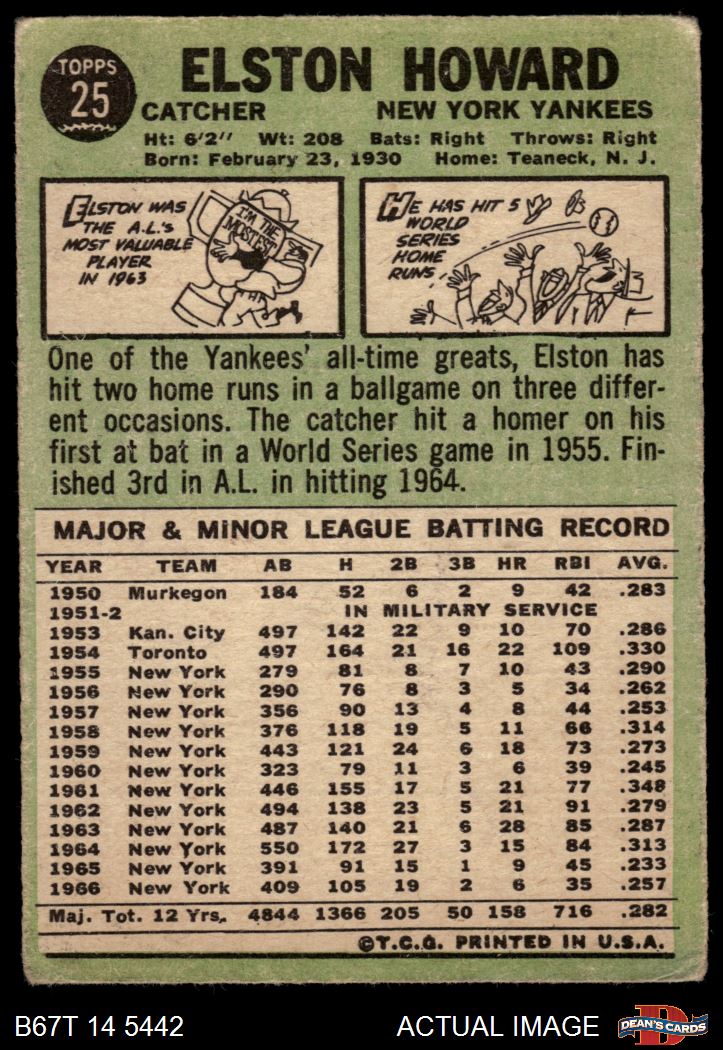 TOPPS
25
ELSTON HOWARD
CATCHER NEW YORK YANKEES
Ht: 6'2" Wt: 208 Bats: Right Throws: Right
Born: February 23, 1930 Home: Teaneck, N. J.
ELSTON WAS
THE A.L.'s
MOST VALUABLE
PLAYER
IN 1963
I'M THE
MOSTEST
HE HAS HIT 5
WORLD
SERIES
HOME
RUNS!
One of the Yankees' all-time greats, Elston has
hit two home runs in a ballgame on three differ-
ent occasions. The catcher hit a homer on his
first at bat in a World Series game in 1955. Fin-
ished 3rd in A.L. in hitting 1964.
MAJOR & MINOR LEAGUE BATTING RECORD
YEAR TEAM AB H 2B 3B HR RBI AVG.
1950 Murkegon 184 52 6 2 9 42 .283
1951-2 IN MILITARY SERVICE
1953 Kan. City 497 142 22 9 10 70 .286
1954 Toronto 497 164 21 16 22 109 .330
1955 New York 279 81 8 7 10 43 .290
1956 New York 290 76 8 3 5 34 .262
1957 New York 356 90 13 4 8 44 .253
1958 New York 376 118 19 5 11 66 .314
1959 New York 443 121 24 6 18 73 .273
1960 New York 323 79 11 3 6 39 .245
1961 New York 446 155 17 5 21 77 .348
1962 New York 494 138 23 5 21 91 .279
1963 New York 487 140 21 6 28 85 .287
1964 New York 550 172 27 3 15 84 .313
1965 New York 391 91 15 1 9 45 .233
1966 New York 409 105 19 2 6 35 .257
Maj. Tot. 12 Yrs. 4844 1366 205 50 158 716 .282
©T.C.G. PRINTED IN U.S.A.
B67T 14 5442 ACTUAL IMAGE
DEAN'S CARDS